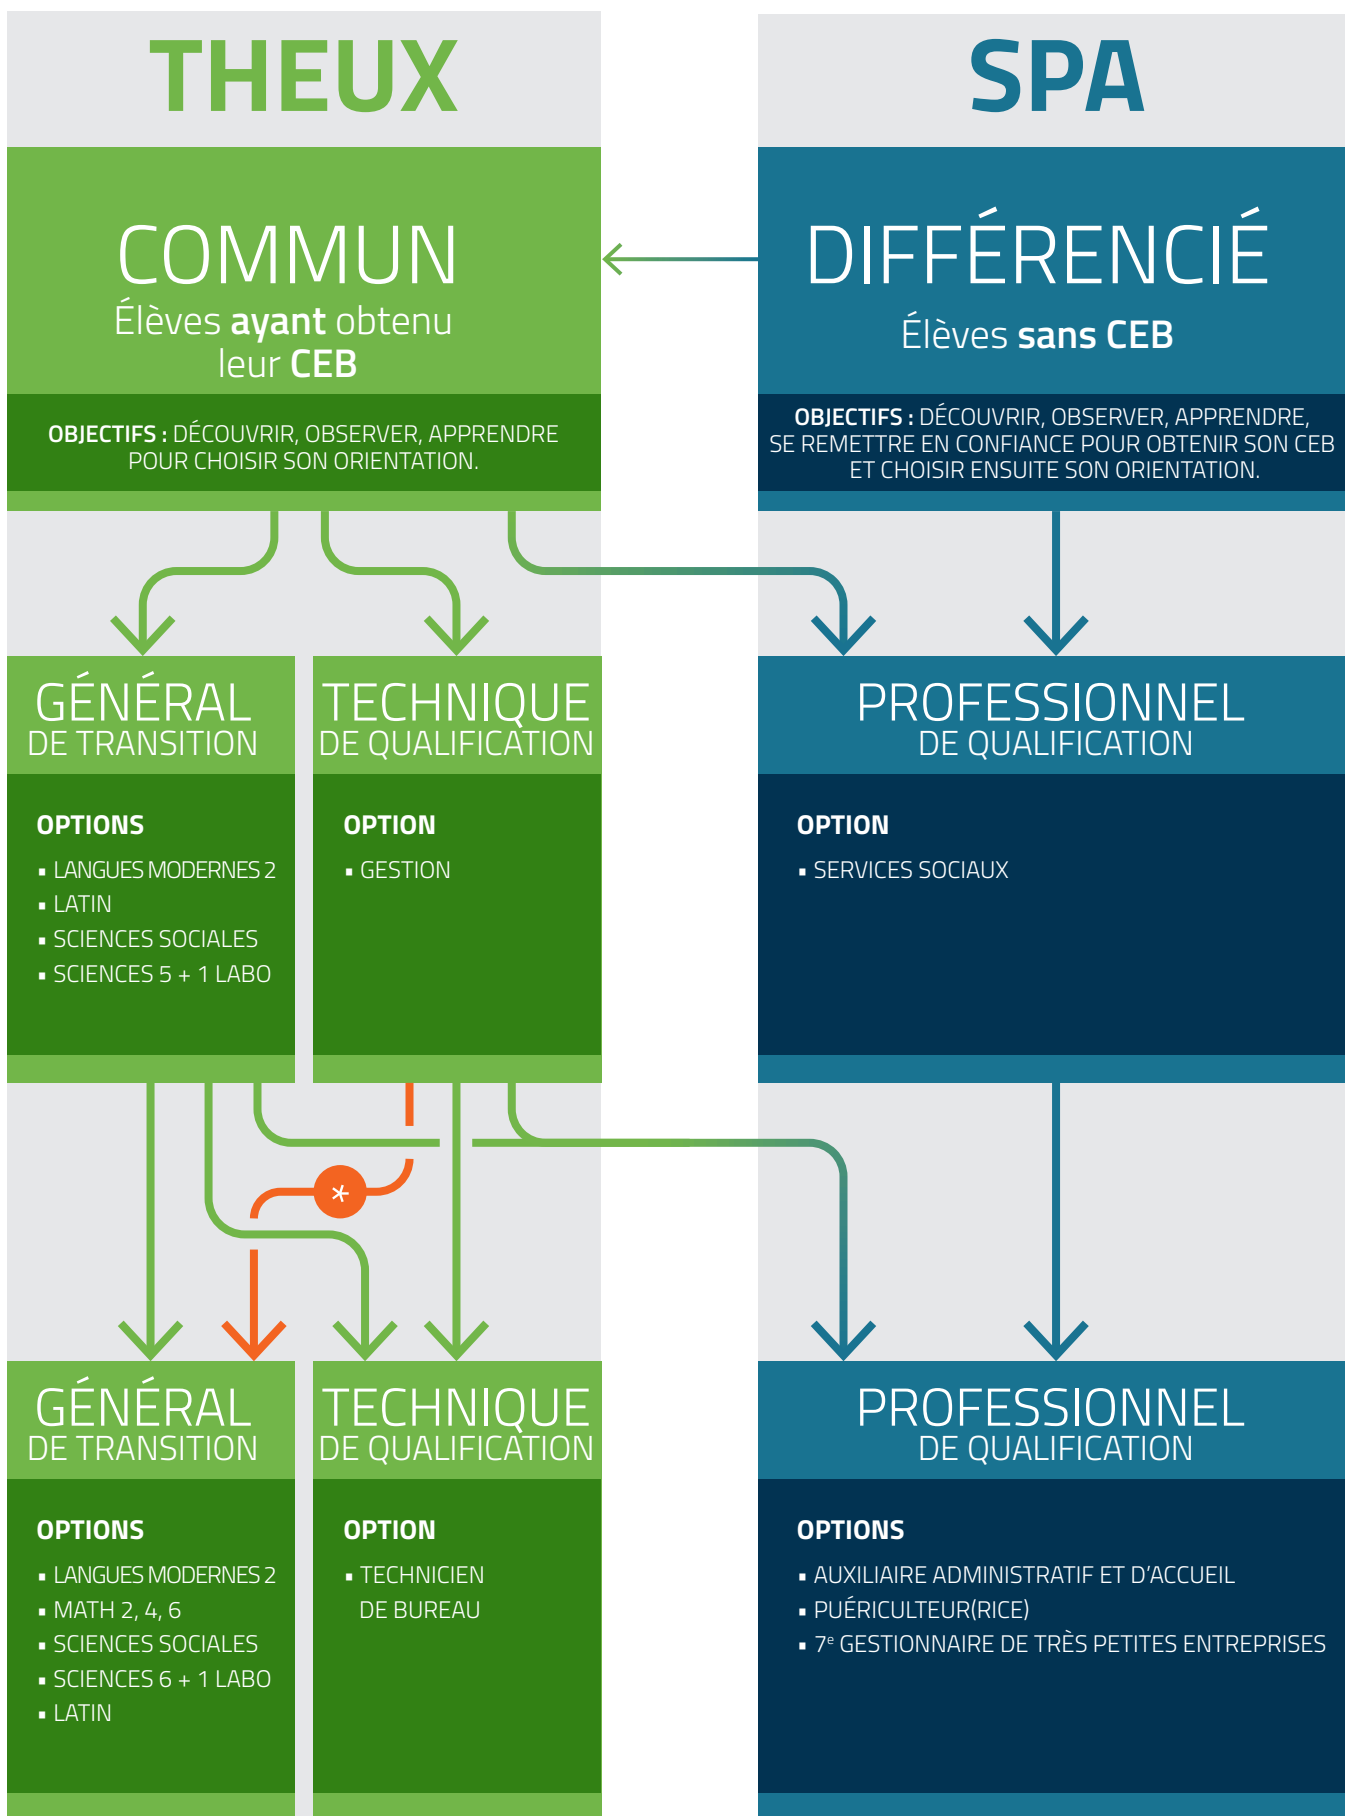 THEUX
COMMUN
Élèves ayant obtenu
leur CEB
OBJECTIFS : DÉCOUVRIR, OBSERVER, APPRENDRE
POUR CHOISIR SON ORIENTATION.
SPA
DIFFÉRENCIÉ
Élèves sans CEB
OBJECTIFS : DÉCOUVRIR, OBSERVER, APPRENDRE,
SE REMETTRE EN CONFIANCE POUR OBTENIR SON CEB
ET CHOISIR ENSUITE SON ORIENTATION.
GÉNÉRAL
DE TRANSITION
OPTIONS
▪ LANGUES MODERNES 2
▪ LATIN
▪ SCIENCES SOCIALES
▪ SCIENCES 5 + 1 LABO
TECHNIQUE
DE QUALIFICATION
OPTION
▪ GESTION
PROFESSIONNEL
DE QUALIFICATION
OPTION
▪ SERVICES SOCIAUX
*
GÉNÉRAL
DE TRANSITION
OPTIONS
▪ LANGUES MODERNES 2
▪ MATH 2, 4, 6
▪ SCIENCES SOCIALES
▪ SCIENCES 6 + 1 LABO
▪ LATIN
TECHNIQUE
DE QUALIFICATION
OPTION
▪ TECHNICIEN
DE BUREAU
PROFESSIONNEL
DE QUALIFICATION
OPTIONS
▪ AUXILIAIRE ADMINISTRATIF ET D’ACCUEIL
▪ PUÉRICULTEUR(RICE)
▪ 7e GESTIONNAIRE DE TRÈS PETITES ENTREPRISES